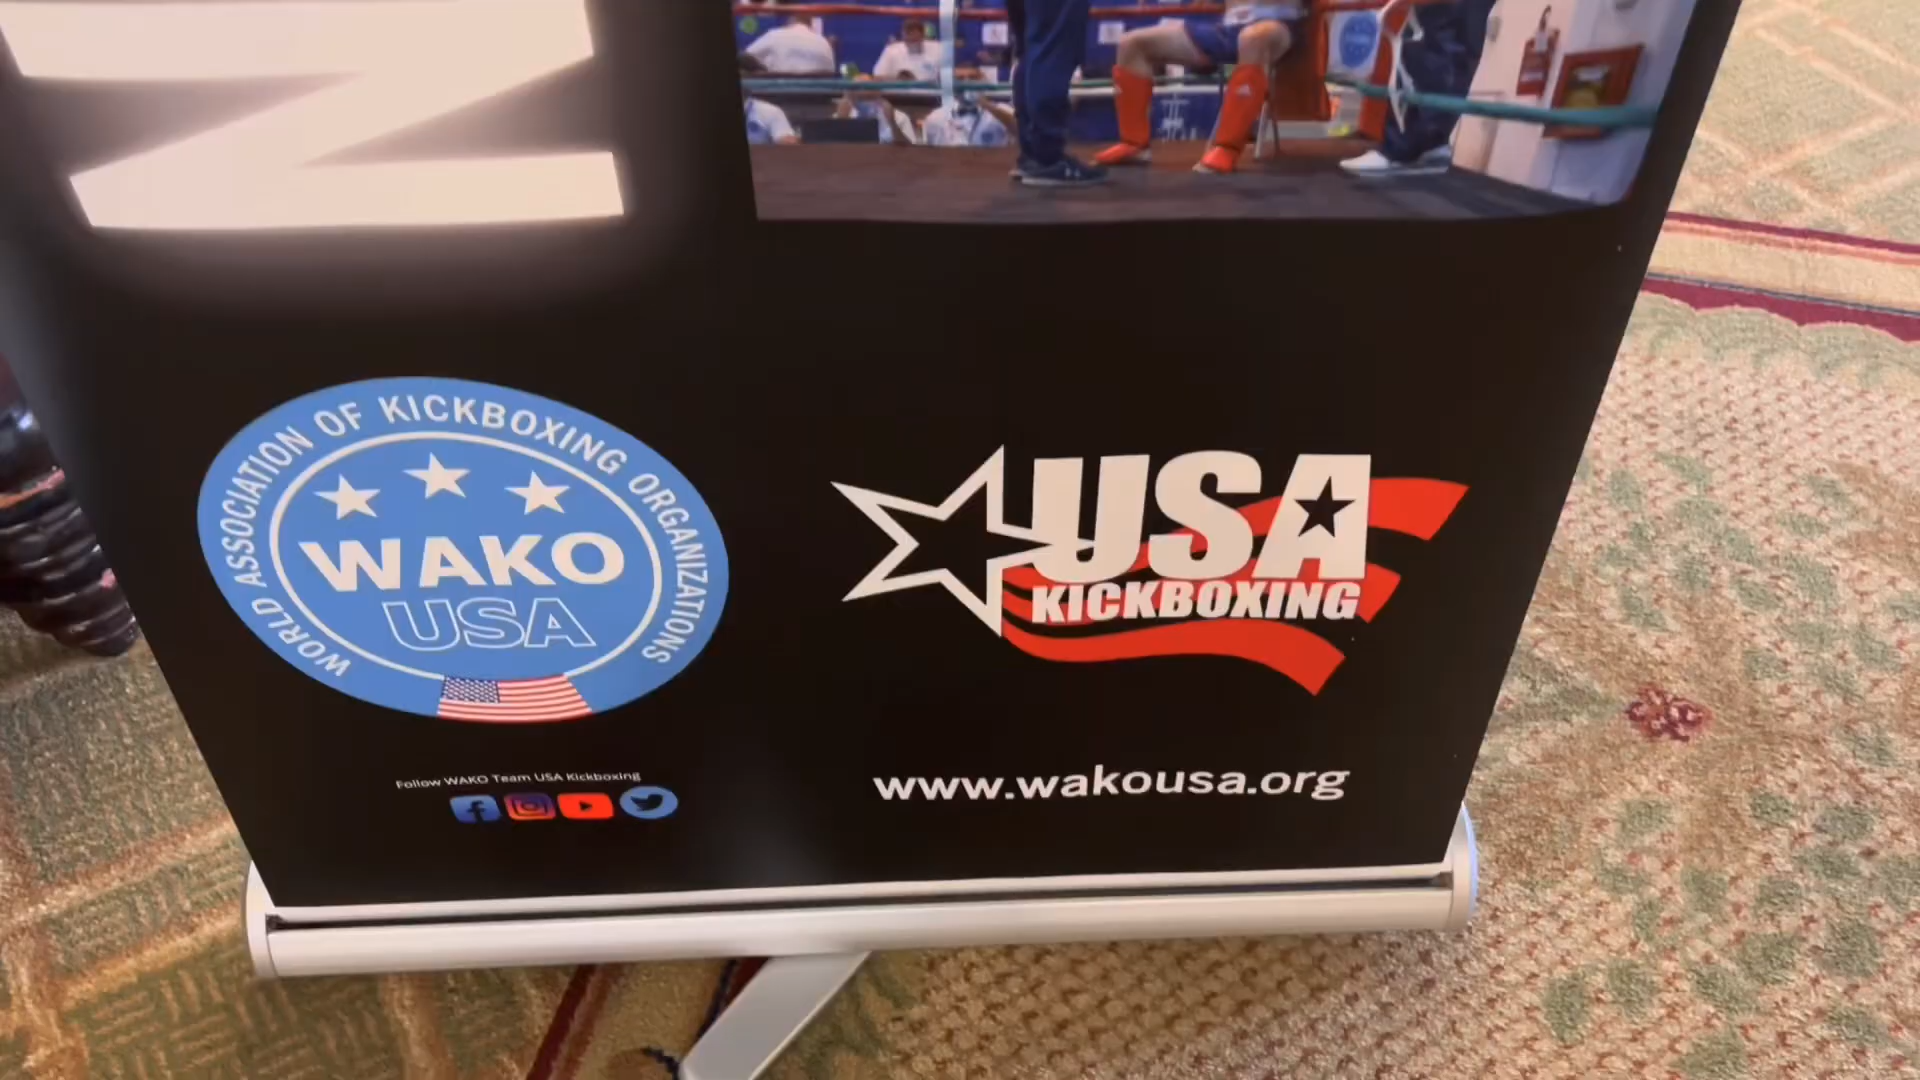 WORLD ASSOCIATION OF KICKBOXING ORGANIZATIONS
WAKO
USA
USA
KICKBOXING
Follow WAKO Team USA Kickboxing
www.wakousa.org